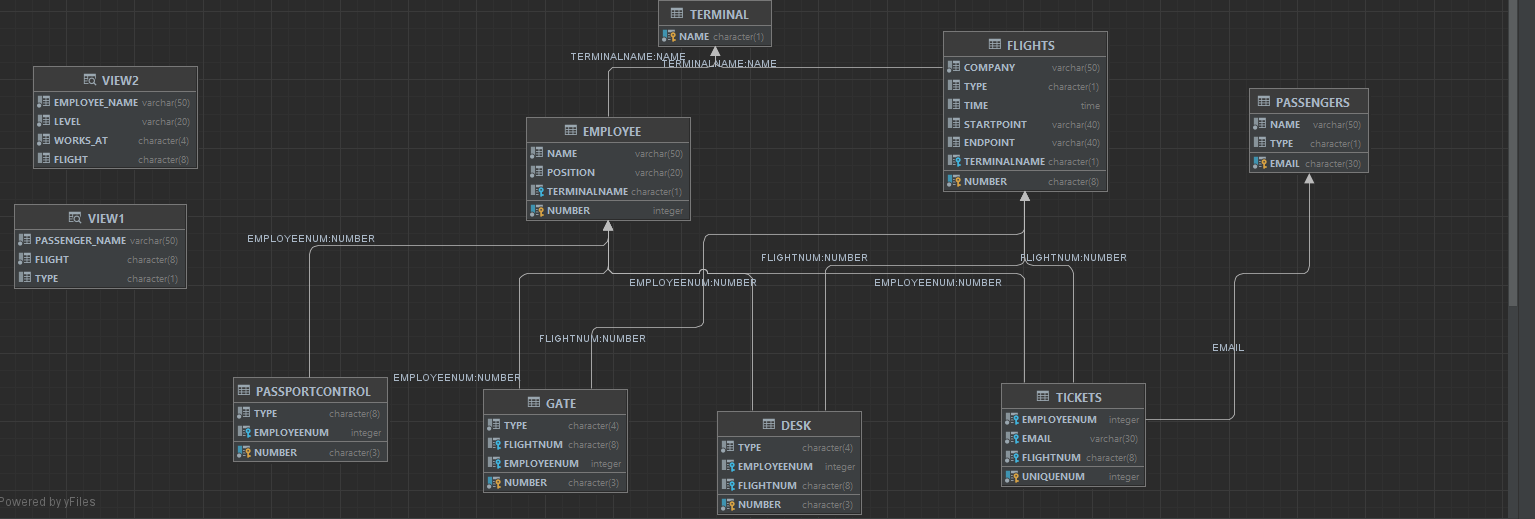 TERMINAL
NAME character(1)
TERMINALNAME:NAME
TERMINALNAME:NAME
FLIGHTS
COMPANY varchar(50)
TYPE character(1)
TIME time
STARTPOINT varchar(40)
ENDPOINT varchar(40)
TERMINALNAME character(1)
NUMBER character(8)
VIEW2
EMPLOYEE_NAME varchar(50)
LEVEL varchar(20)
WORKS_AT character(4)
FLIGHT character(8)
PASSENGERS
NAME varchar(50)
TYPE character(1)
EMAIL character(30)
EMPLOYEE
NAME varchar(50)
POSITION varchar(20)
TERMINALNAME character(1)
NUMBER integer
VIEW1
PASSENGER_NAME varchar(50)
FLIGHT character(8)
TYPE character(1)
EMPLOYEENUM:NUMBER
FLIGHTNUM:NUMBER
FLIGHTNUM:NUMBER
EMPLOYEENUM:NUMBER
EMPLOYEENUM:NUMBER
FLIGHTNUM:NUMBER
EMAIL
EMPLOYEENUM:NUMBER
PASSPORTCONTROL
TYPE character(8)
EMPLOYEENUM integer
NUMBER character(3)
GATE
TYPE character(4)
FLIGHTNUM character(8)
EMPLOYEENUM integer
NUMBER character(3)
DESK
TYPE character(4)
EMPLOYEENUM integer
FLIGHTNUM character(8)
NUMBER character(3)
TICKETS
EMPLOYEENUM integer
EMAIL varchar(30)
FLIGHTNUM character(8)
UNIQUENUM integer
Powered by yFiles